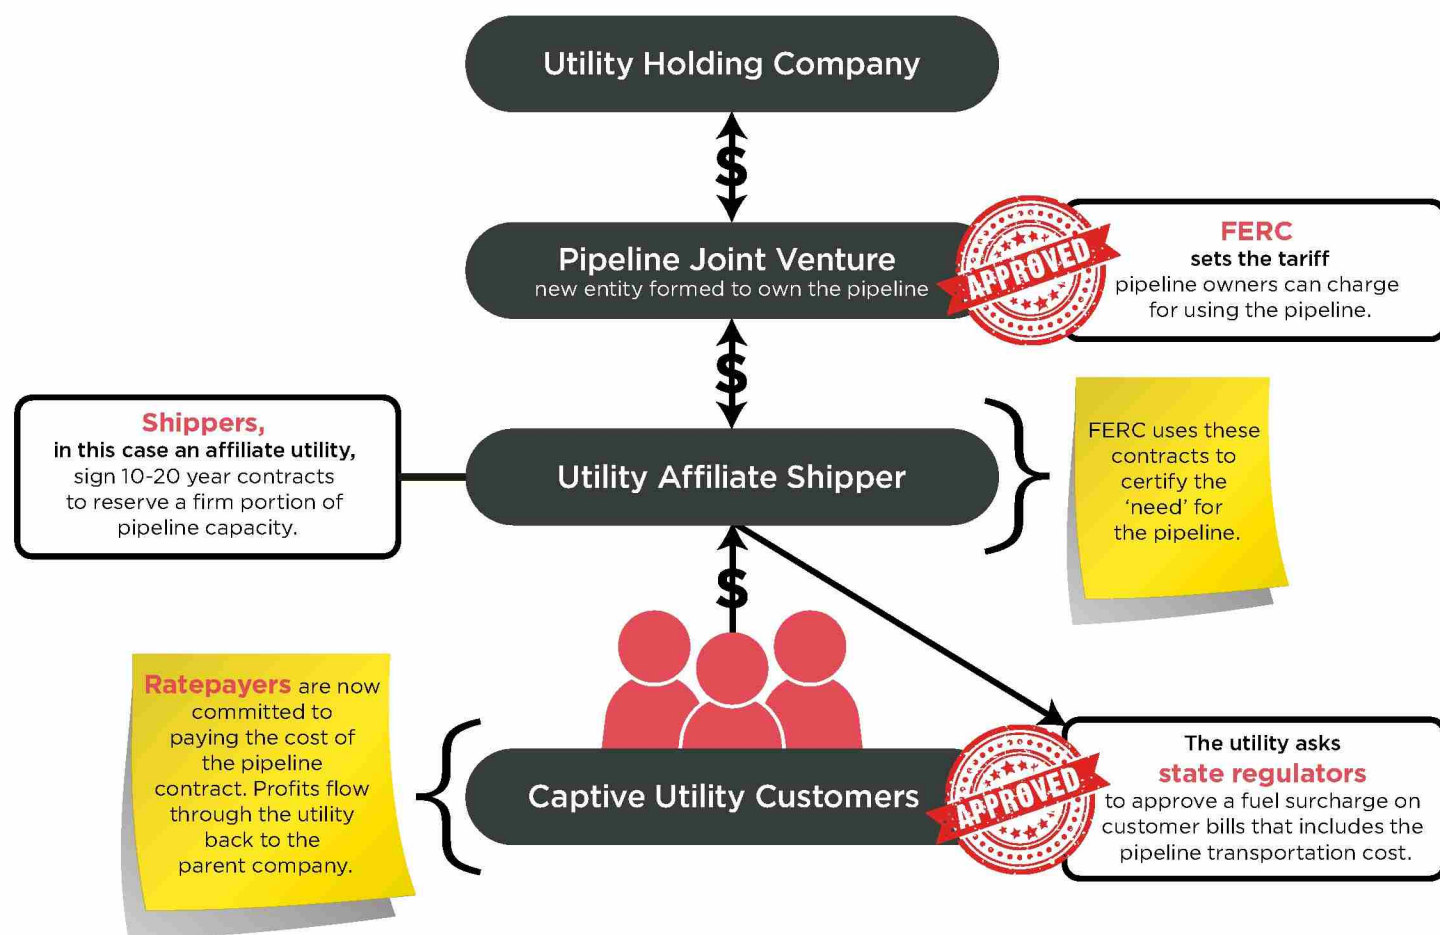 Utility Holding Company
$
Pipeline Joint Venture
new entity formed to own the pipeline
APPROVED
FERC
sets the tariff
pipeline owners can charge
for using the pipeline.
$
Shippers,
in this case an affiliate utility,
sign 10-20 year contracts
to reserve a firm portion of
pipeline capacity.
Utility Affiliate Shipper
FERC uses these
contracts to
certify the
‘need’ for
the pipeline.
$
Ratepayers are now
committed to
paying the cost of
the pipeline
contract. Profits flow
through the utility
back to the
parent company.
Captive Utility Customers
APPROVED
The utility asks
state regulators
to approve a fuel surcharge on
customer bills that includes the
pipeline transportation cost.